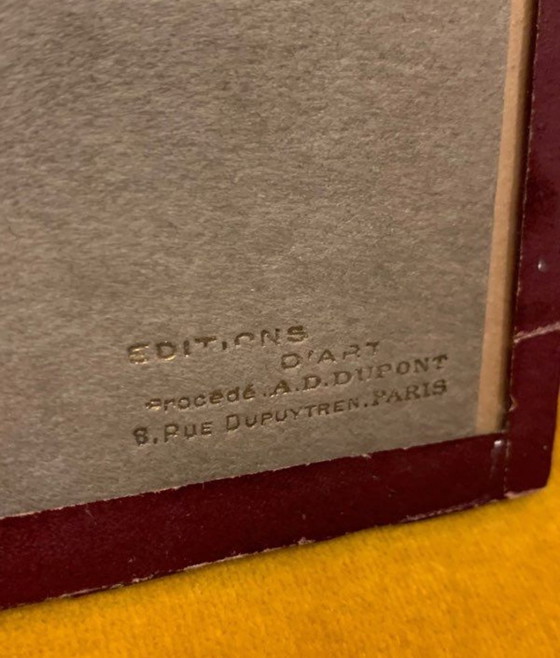 EDITIONS
D'ART
Procédé.A.D.DUPONT
8, RUE DUPUYTREN.PARIS